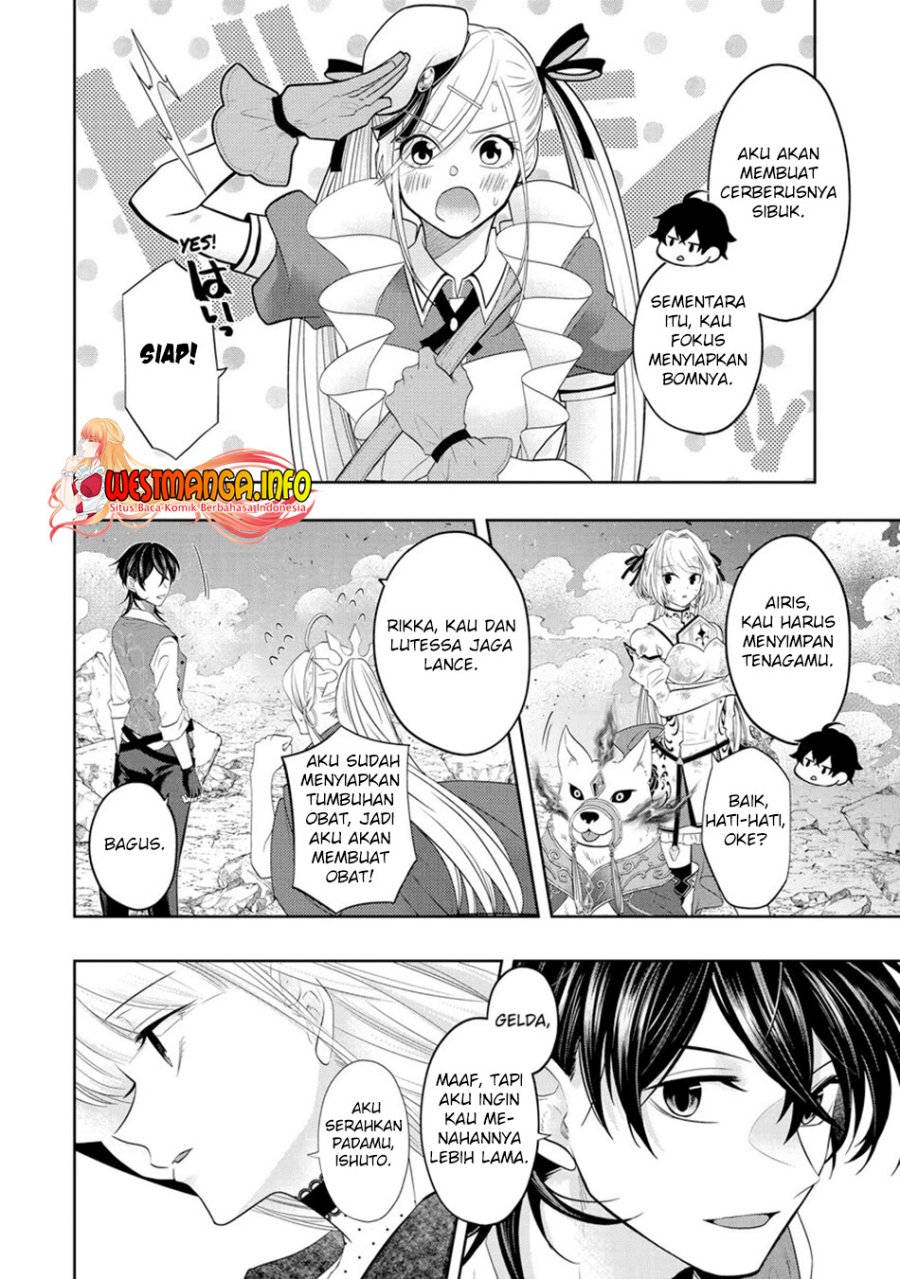 AKU AKAN
MEMBUAT
CERBERUSNYA
SIBUK.
SEMENTARA
ITU, KAU
FOKUS
MENYIAPKAN
BOMNYA.
YES!
はいっ
SIAP!
WESTMANGA.INFO
Situs Baca Komik Berbahasa Indonesia
AIRIS,
KAU HARUS
MENYIMPAN
TENAGAMU.
BAIK,
HATI-HATI,
OKE?
RIKKA, KAU DAN
LUTESSA JAGA
LANCE.
AKU SUDAH
MENYIAPKAN
TUMBUHAN
OBAT, JADI
AKU AKAN
MEMBUAT
OBAT!
BAGUS.
GELDA,
MAAF, TAPI
AKU INGIN
KAU ME-
NAHANNYA
LEBIH LAMA.
AKU
SERAHKAN
PADAMU,
ISHUTO.